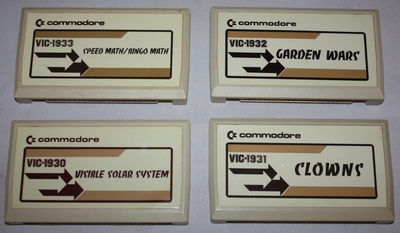 commodore
VIC-1933
SPEED MATH/BINGO MATH
commodore
VIC-1932
GARDEN WARS
commodore
VIC-1930
VISIBLE SOLAR SYSTEM
commodore
VIC-1931
CLOWNS